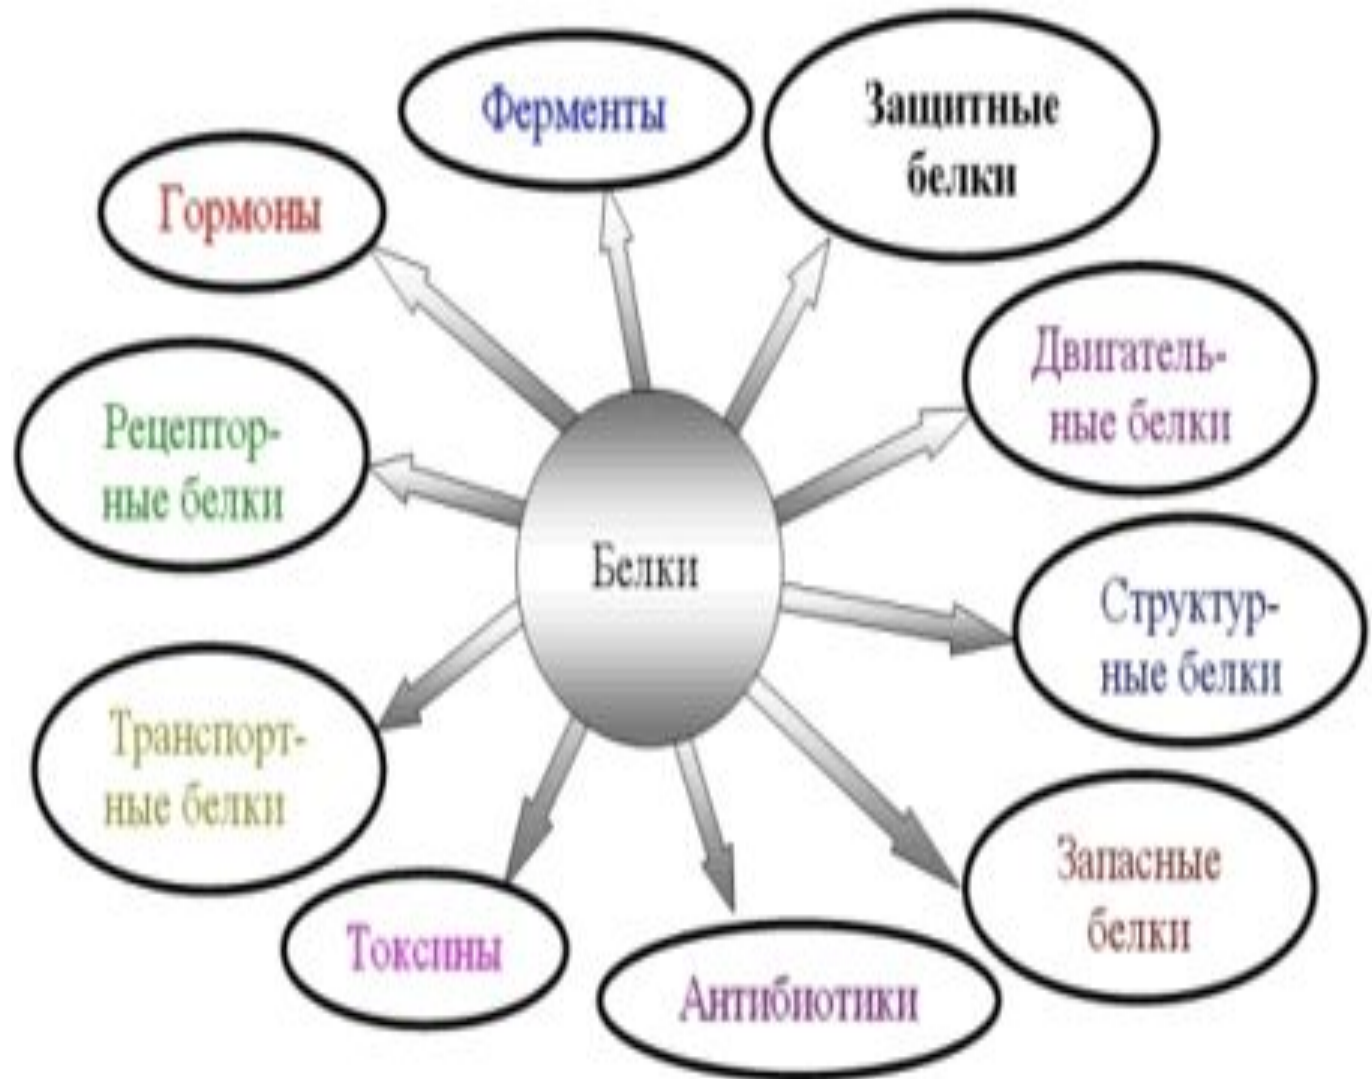 Ферменты
Защитные
белки
Гормоны
Двигатель-
ные белки
Рецептор-
ные белки
Белки
Структур-
ные белки
Транспорт-
ные белки
Запасные
белки
Токсины
Антибиотики